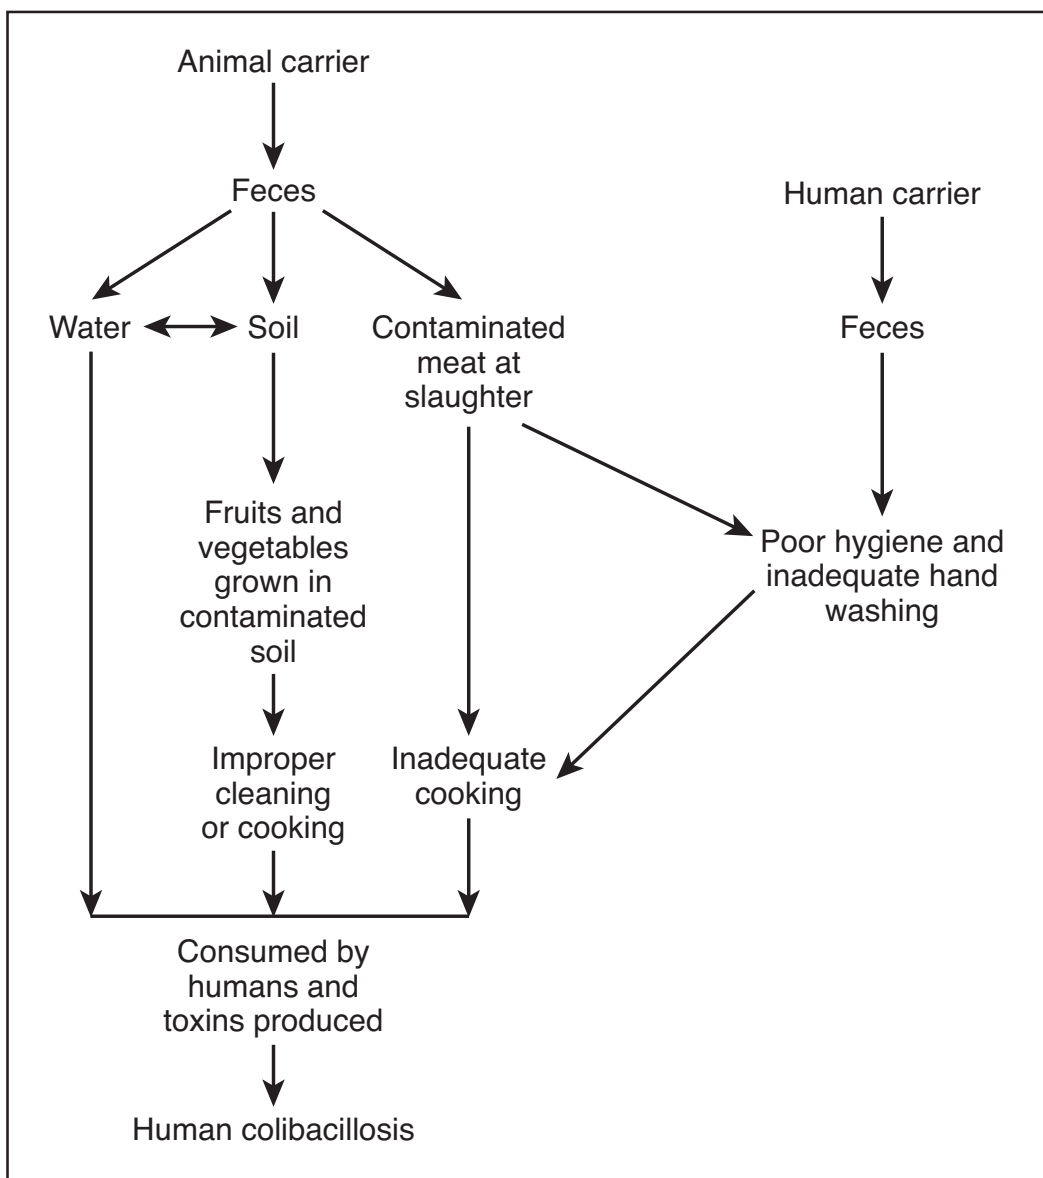 Animal carrier
Feces
Human carrier
Water
Soil
Contaminated
meat at
slaughter
Feces
Fruits and
vegetables
grown in
contaminated
soil
Poor hygiene and
inadequate hand
washing
Improper
cleaning
or cooking
Inadequate
cooking
Consumed by
humans and
toxins produced
Human colibacillosis